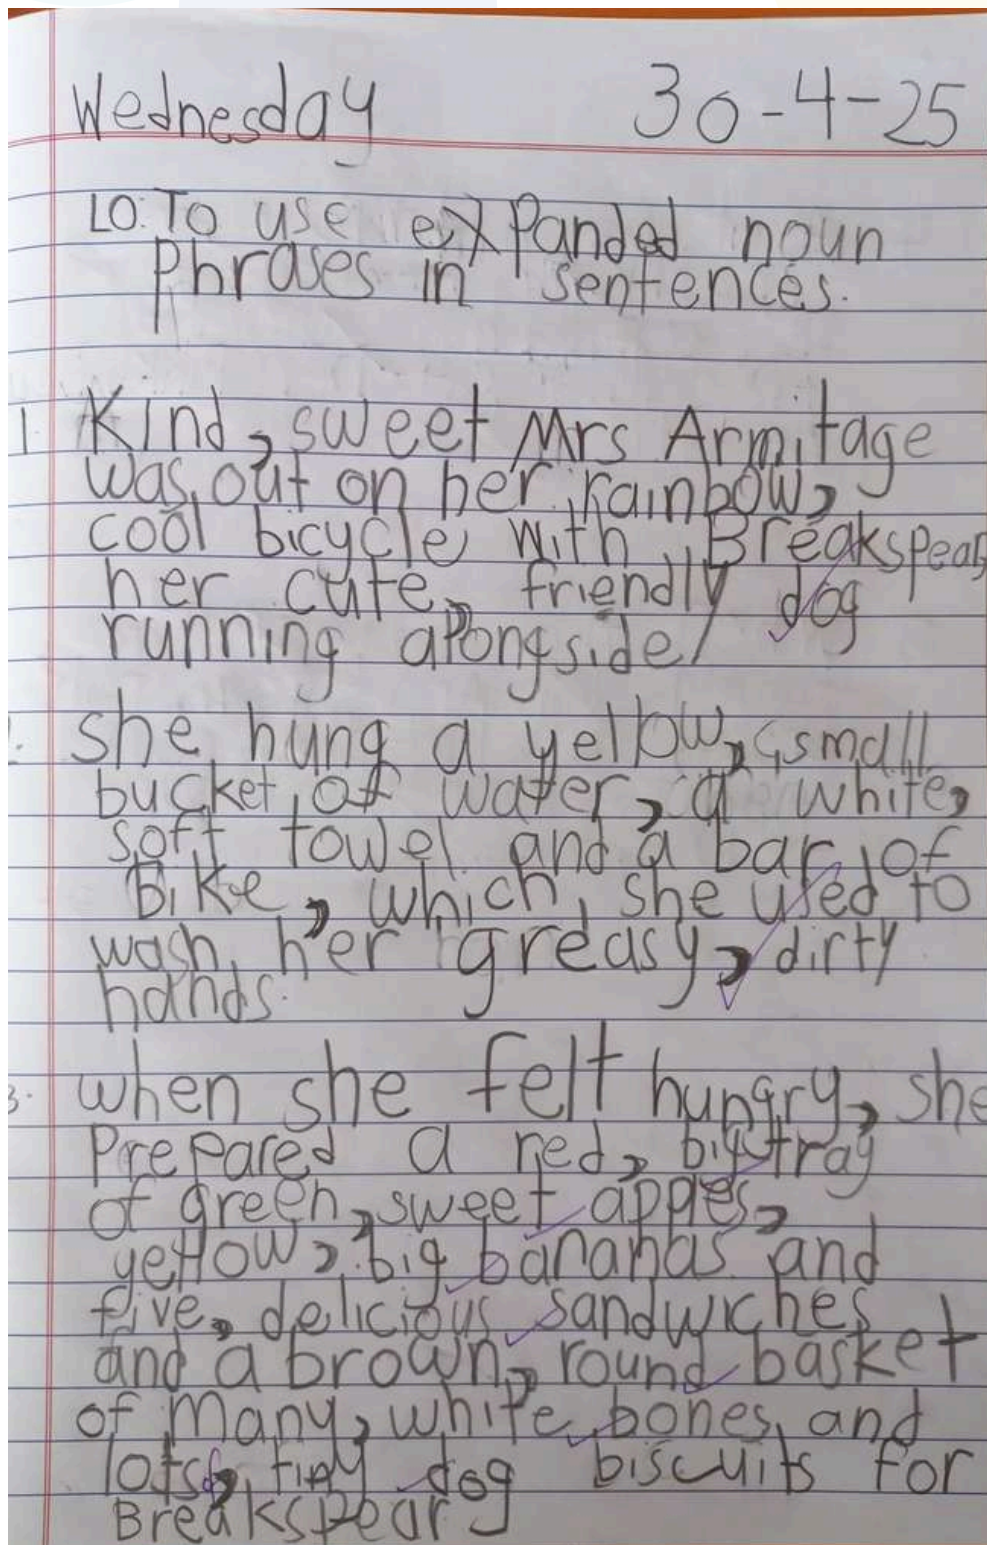 Wednesday 30-4-25
LO: To use expanded noun
Phrases in sentences.
1. Kind, sweet Mrs Armitage
was out on her rainbow,
cool bicycle with Breakspear
her cute, friendly dog
running alongside
2. she hung a yellow, small
bucket of water, a white,
soft towel and a bar of
Bike, which she used to
wash her greasy, dirty
hands.
3. when she felt hungry, she
Prepared a red, big tray
of green, sweet apples,
yellow, big bananas and
five, delicious sandwiches
and a brown, round basket
of many, white bones and
lots, tiny dog biscuits for
Breakspear